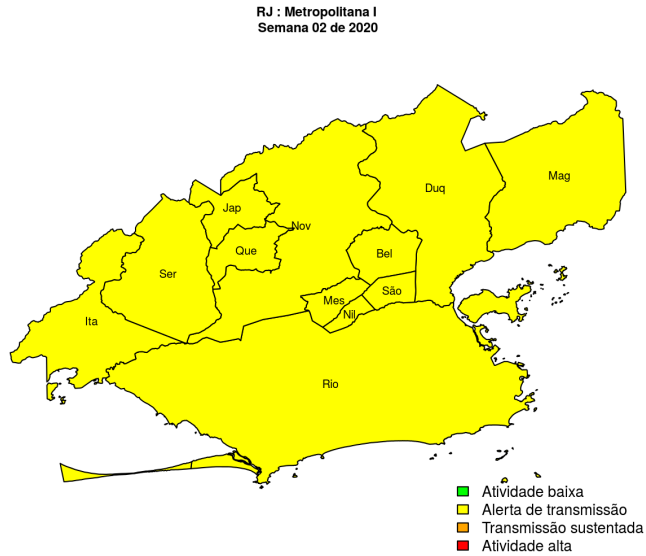 RJ : Metropolitana I
Semana 02 de 2020
Mag
Duq
Jap
Nov
Que
Bel
Ser
São
Mes
Nil
Ita
Rio
Atividade baixa
Alerta de transmissão
Transmissão sustentada
Atividade alta